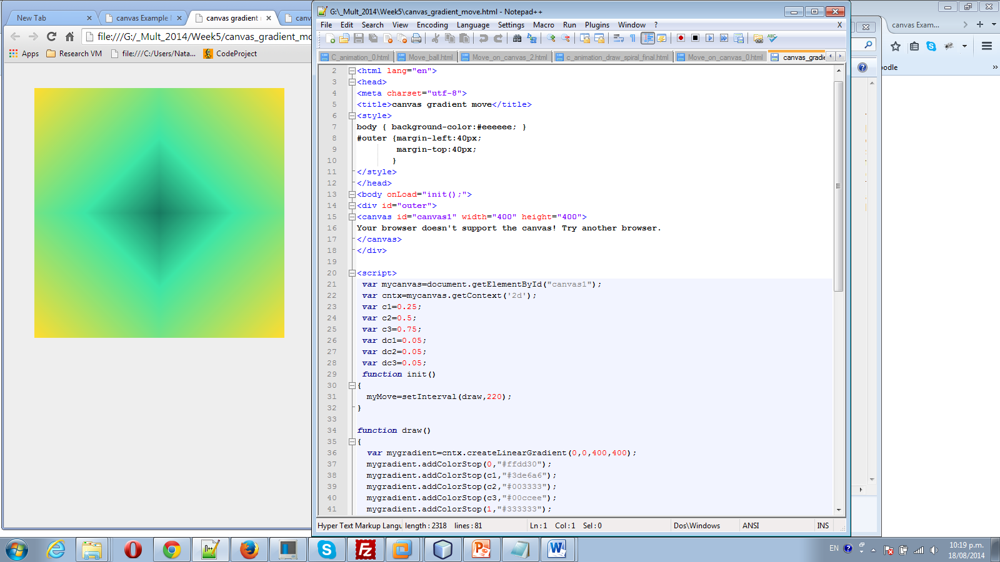 New Tab
canvas Example
canvas gradient
canv
file:///G:/_Mult_2014/Week5/canvas_gradient_mo
Apps
Research VM
file:///C:/Users/Nata...
CodeProject
G:\_Mult_2014\Week5\canvas_gradient_move.html - Notepad++
File Edit Search View Encoding Language Settings Macro Run Plugins Window ? X
C_animation_0.html
Move_ball.html
Move_on_canvas_2.html
c_animation_draw_spiral_final.html
Move_on_canvas_0.html
canvas_gradie
2 <html lang="en">
3 <head>
4 <meta charset="utf-8">
5 <title>canvas gradient move</title>
6 <style>
7 body { background-color:#eeeeee; }
8 #outer {margin-left:40px;
9 margin-top:40px;
10 }
11 </style>
12 </head>
13 <body onLoad="init();">
14 <div id="outer">
15 <canvas id="canvas1" width="400" height="400">
16 Your browser doesn't support the canvas! Try another browser.
17 </canvas>
18 </div>
19
20 <script>
21 var mycanvas=document.getElementById("canvas1");
22 var cntx=mycanvas.getContext('2d');
23 var c1=0.25;
24 var c2=0.5;
25 var c3=0.75;
26 var dc1=0.05;
27 var dc2=0.05;
28 var dc3=0.05;
29 function init()
30 {
31 myMove=setInterval(draw,220);
32 }
33
34 function draw()
35 {
36 var mygradient=cntx.createLinearGradient(0,0,400,400);
37 mygradient.addColorStop(0,"#ffdd30");
38 mygradient.addColorStop(c1,"#3de6a6");
39 mygradient.addColorStop(c2,"#003333");
40 mygradient.addColorStop(c3,"#00ccee");
41 mygradient.addColorStop(1,"#333333");
Hyper Text Markup Langu length : 2318 lines : 81 Ln : 1 Col : 1 Sel : 0 Dos\Windows ANSI INS
canvas Exam...
oodle
EN
10:19 p.m.
18/08/2014